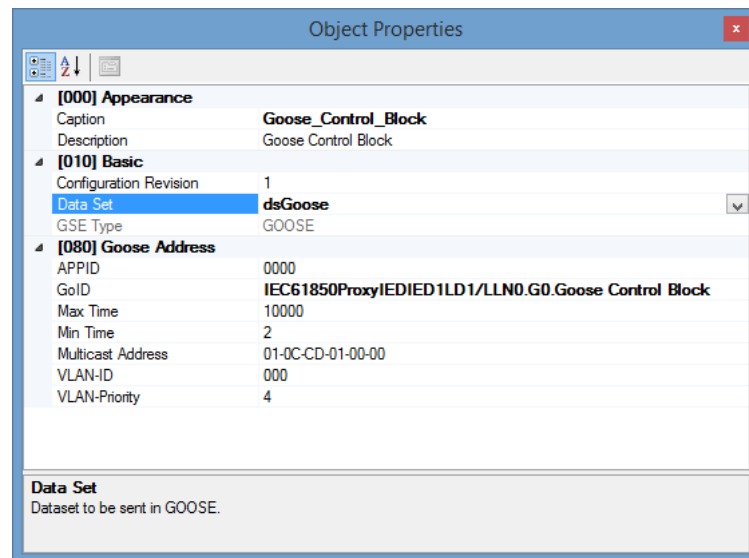 Object Properties
x
A
Z
[000] Appearance
Caption Goose_Control_Block
Description Goose Control Block
[010] Basic
Configuration Revision 1
Data Set dsGoose
GSE Type GOOSE
[080] Goose Address
APPID 0000
GoID IEC61850ProxyIEDIED1LD1/LLN0.G0.Goose Control Block
Max Time 10000
Min Time 2
Multicast Address 01-0C-CD-01-00-00
VLAN-ID 000
VLAN-Priority 4
Data Set
Dataset to be sent in GOOSE.